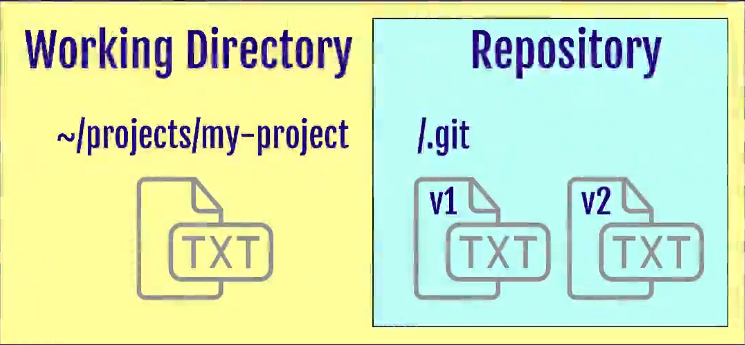 Working Directory
Repository
~/projects/my-project
/.git
TXT
v1
TXT
v2
TXT